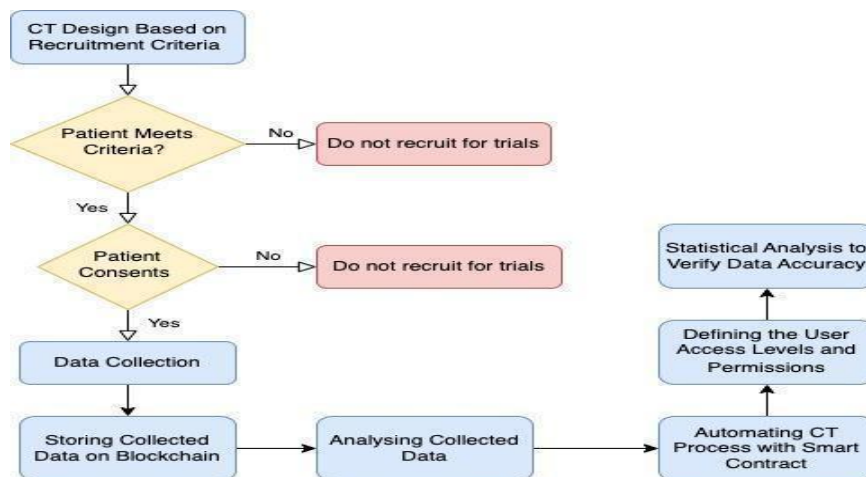 CT Design Based on
Recruitment Criteria
Patient Meets
Criteria?
No
Do not recruit for trials
Yes
Patient
Consents
No
Do not recruit for trials
Yes
Data Collection
Storing Collected
Data on Blockchain
Analysing Collected
Data
Automating CT
Process with Smart
Contract
Defining the User
Access Levels and
Permissions
Statistical Analysis to
Verify Data Accuracy